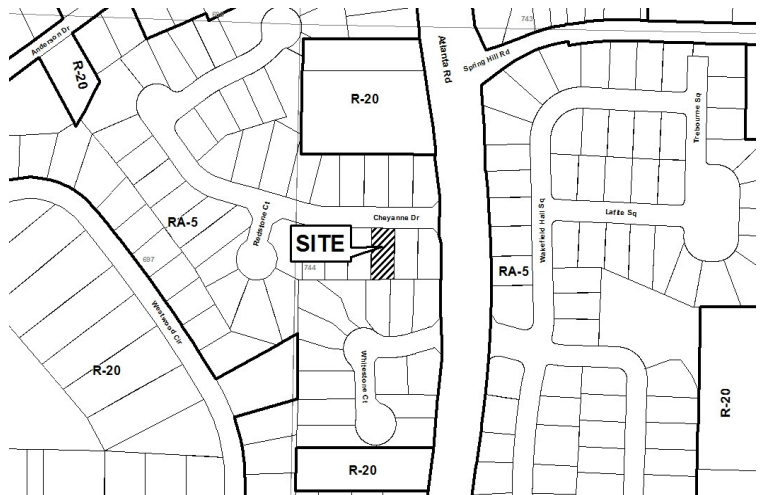 743
Anderson Dr
R-20
Atlanta Rd
Spring Hill Rd
R-20
Trebourne Sq
Cheyanne Dr
Redstone Ct
RA-5
SITE
Wakefield Hall Sq
Lafite Sq
697
744
RA-5
Westwood Cir
R-20
Whitestone Ct
R-20
R-20